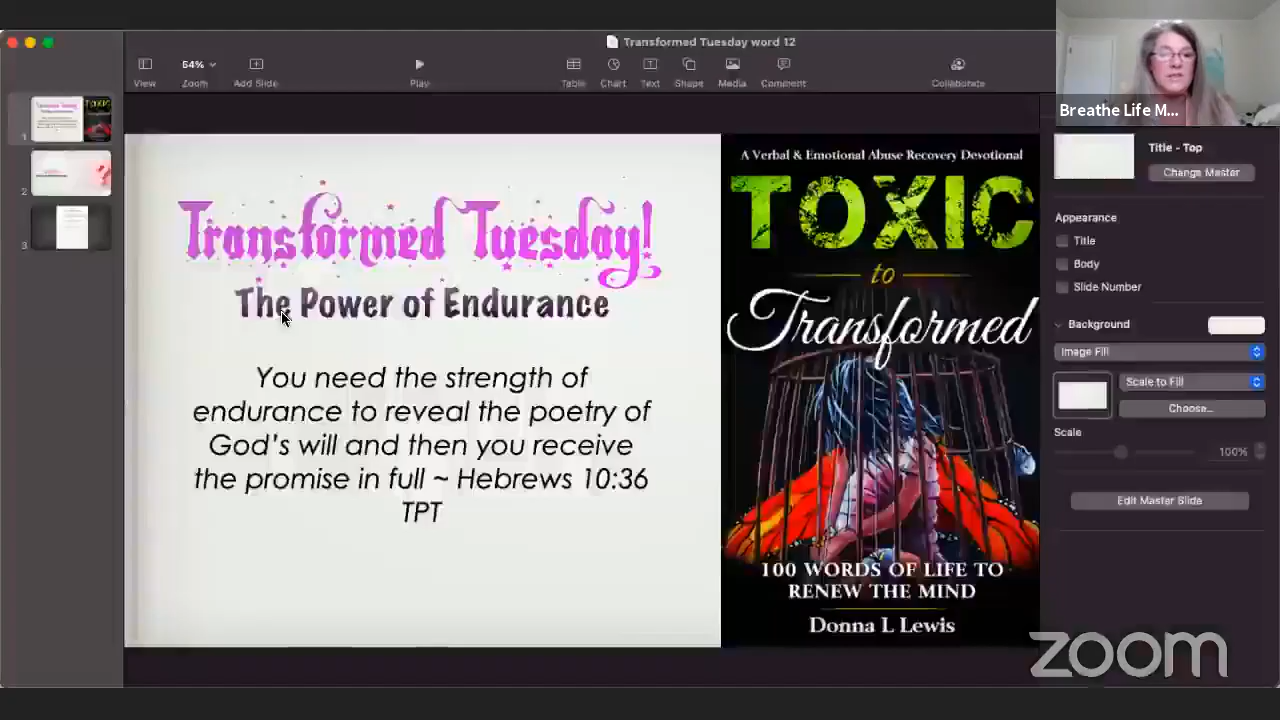 Transformed Tuesday word 12
View
54%
Zoom
Add Slide
Play
Table
Chart
Text
Shape
Media
Comment
Collaborate
Breathe Life M...
1
2
3
Transformed Tuesday!
The Power of Endurance
You need the strength of
endurance to reveal the poetry of
God's will and then you receive
the promise in full ~ Hebrews 10:36
TPT
A Verbal & Emotional Abuse Recovery Devotional
TOXIC
to
Transformed
100 WORDS OF LIFE TO
RENEW THE MIND
Donna L Lewis
Title - Top
Change Master
Appearance
Title
Body
Slide Number
Background
Image Fill
Scale to Fill
Choose...
Scale
100%
Edit Master Slide
zoom